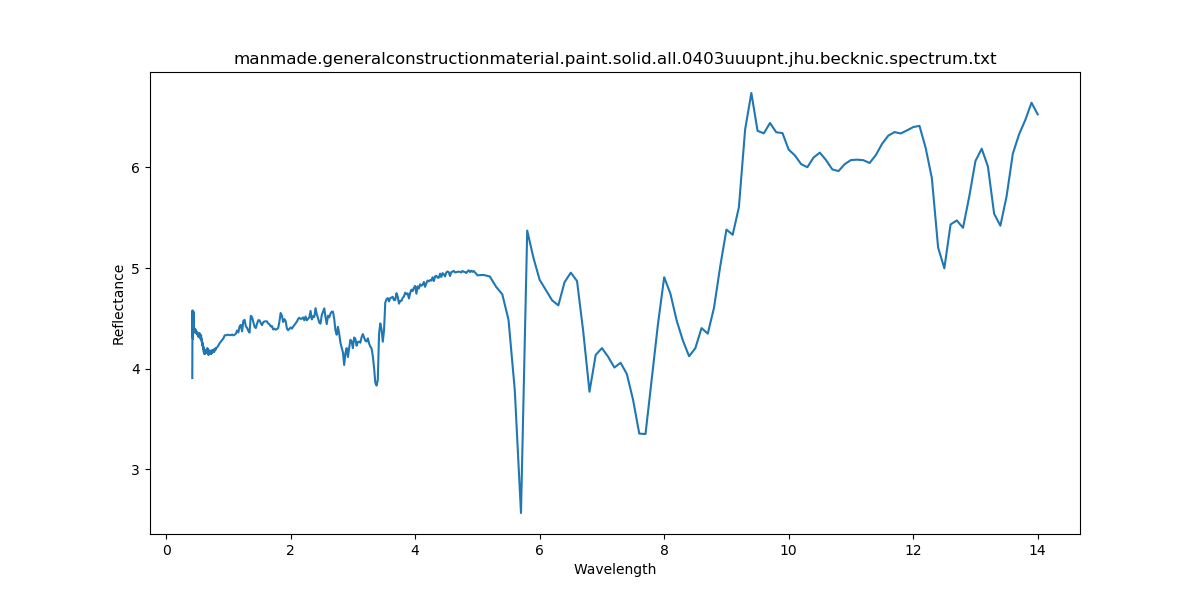 manmade.generalconstructionmaterial.paint.solid.all.0403uuupnt.jhu.becknic.spectrum.txt
Reflectance
6
5
4
3
0 2 4 6 8 10 12 14
Wavelength